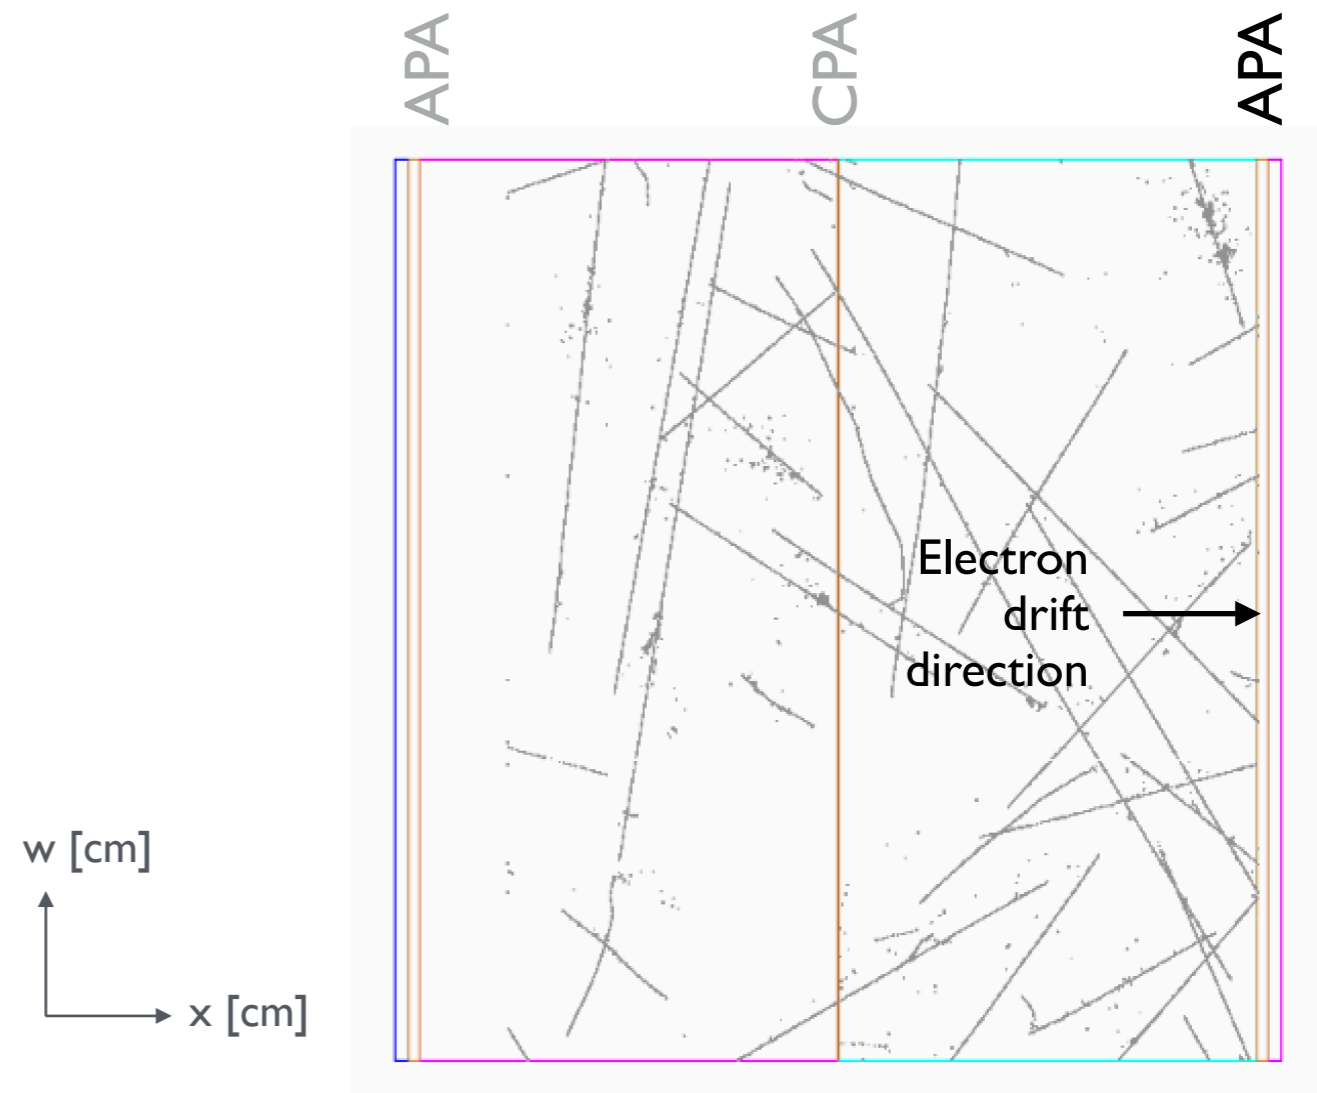 APA
CPA
APA
Electron
drift
direction
w [cm]
x [cm]